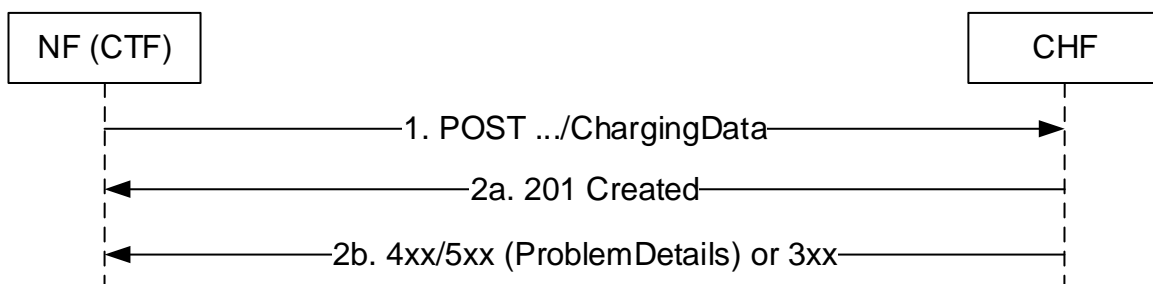 NF (CTF)
CHF
1. POST .../ChargingData
2a. 201 Created
2b. 4xx/5xx (ProblemDetails) or 3xx